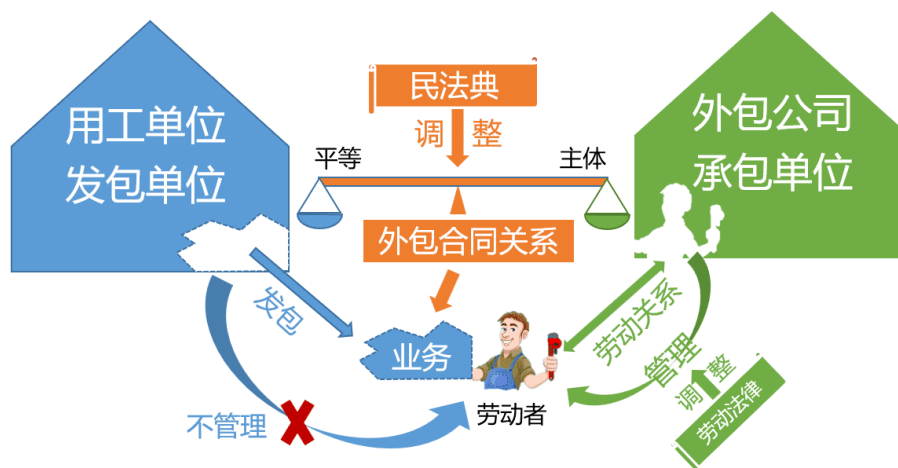 用工单位
发包单位
民法典
调 整
平等
主体
外包合同关系
外包公司
承包单位
发包
业务
劳动者
不管理
劳动关系
管理
调 整
劳动法律